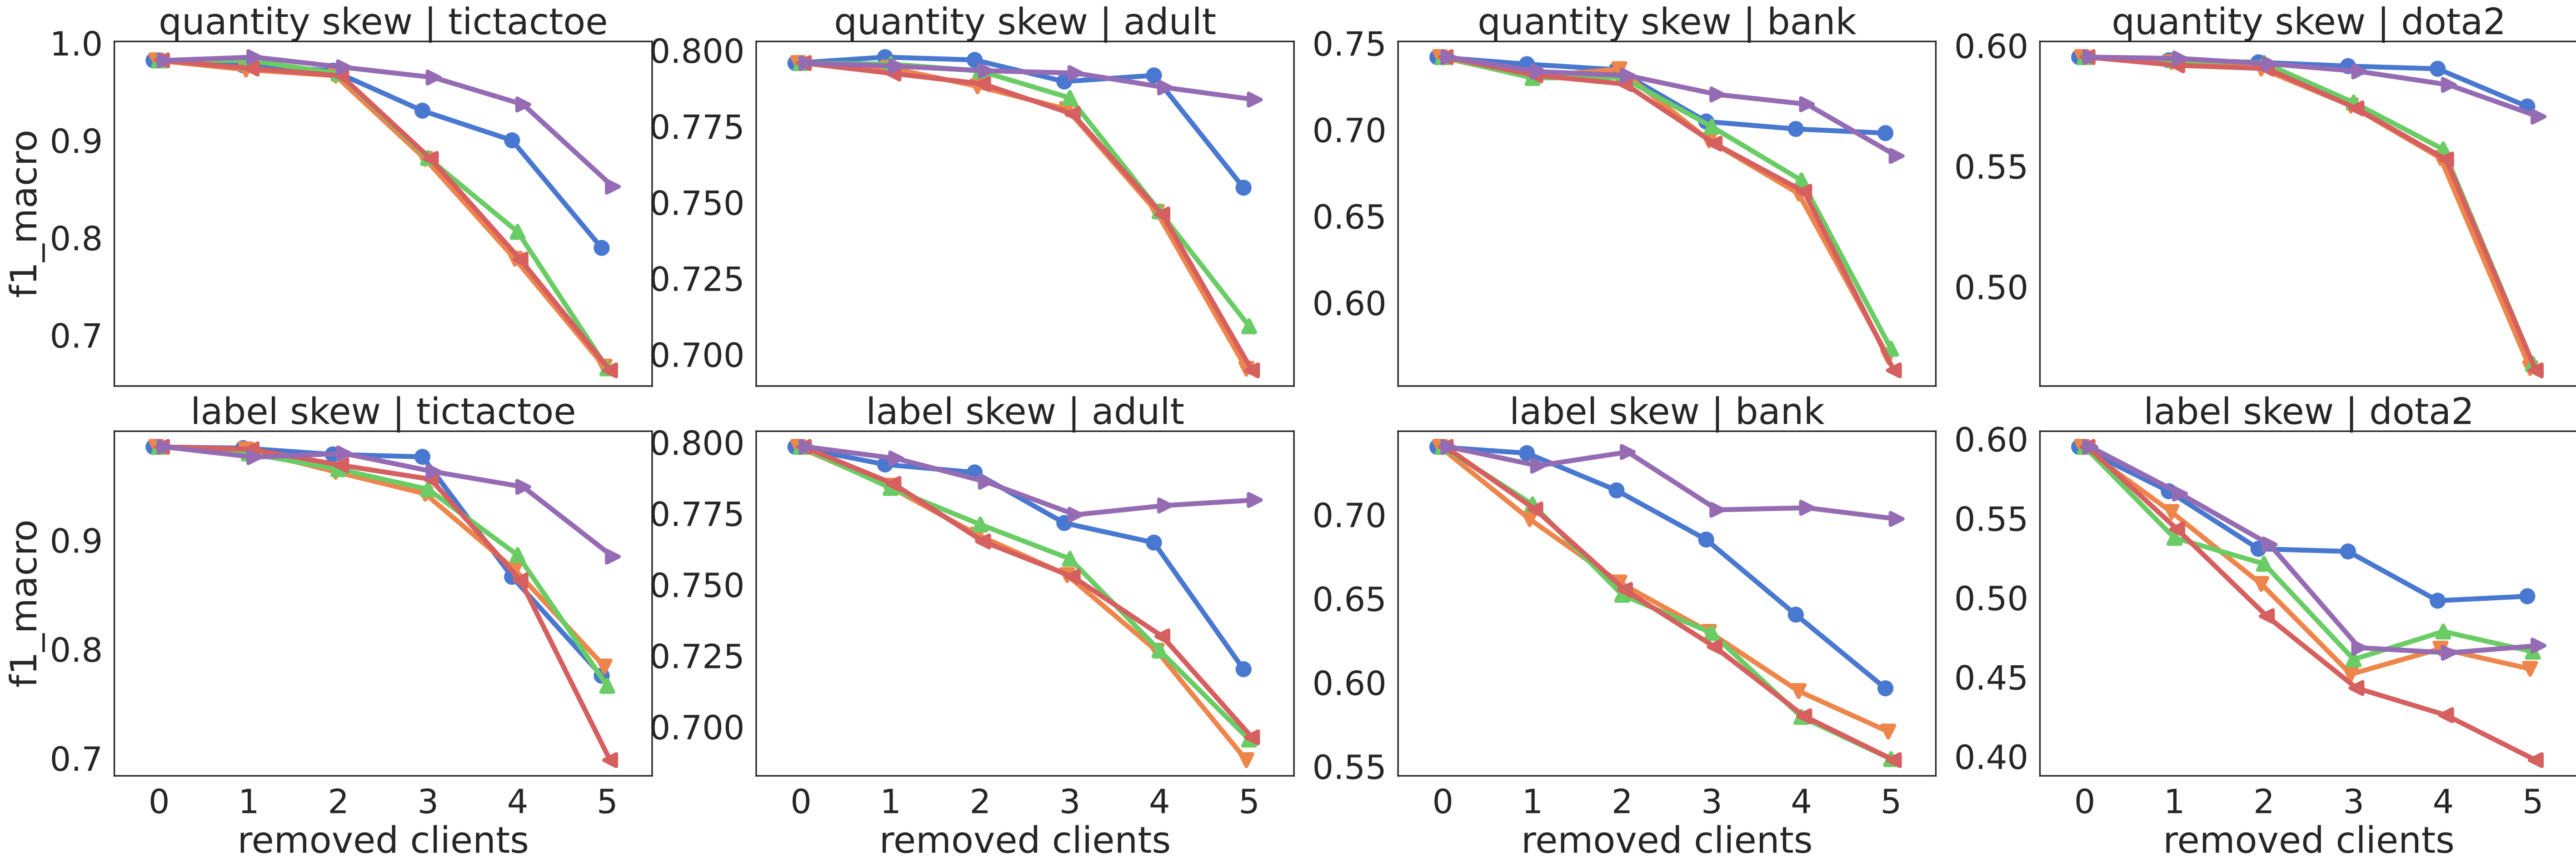 quantity skew | tictactoe
quantity skew | adult
quantity skew | bank
quantity skew | dota2
f1_macro
1.0
0.9
0.8
0.7
0.800
0.775
0.750
0.725
0.700
0.75
0.70
0.65
0.60
0.60
0.55
0.50
label skew | tictactoe
label skew | adult
label skew | bank
label skew | dota2
f1_macro
0.9
0.8
0.7
0.800
0.775
0.750
0.725
0.700
0.70
0.65
0.60
0.55
0.60
0.55
0.50
0.45
0.40
0 1 2 3 4 5
0 1 2 3 4 5
0 1 2 3 4 5
0 1 2 3 4 5
removed clients
removed clients
removed clients
removed clients